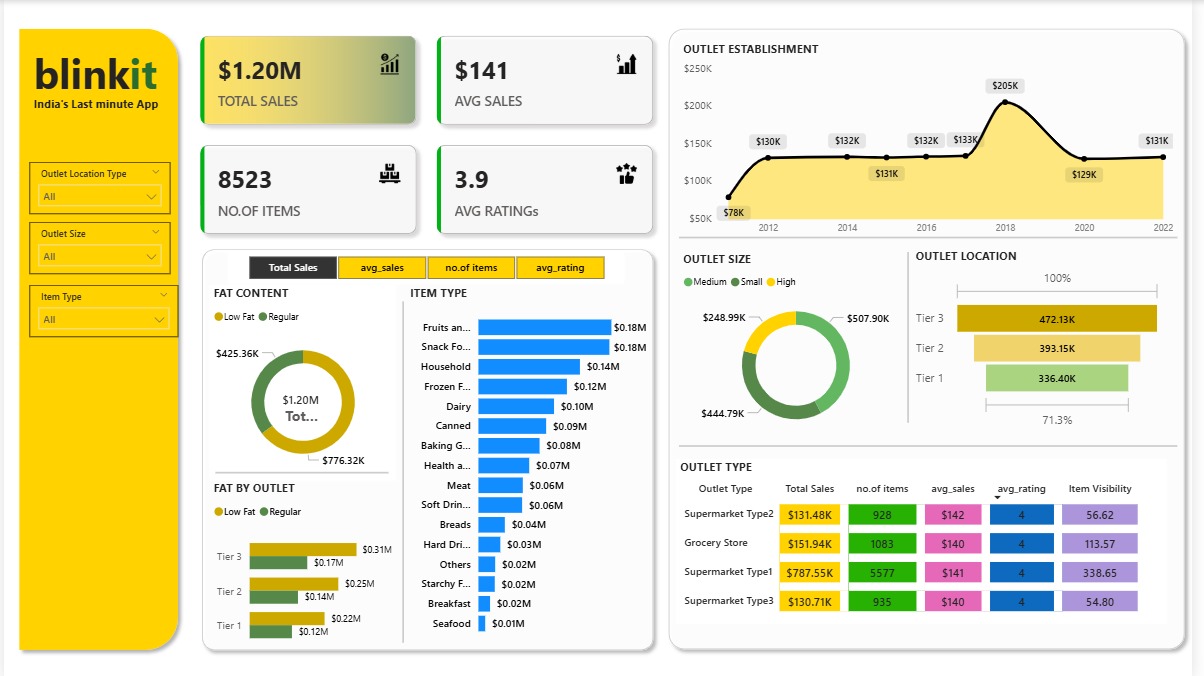 blinkit
India's Last minute App
Outlet Location Type
All
Outlet Size
All
Item Type
All
$1.20M
TOTAL SALES
$141
AVG SALES
8523
NO.OF ITEMS
3.9
AVG RATINGs
Total Sales avg_sales no.of items avg_rating
FAT CONTENT
Low Fat Regular
$425.36K
$1.20M
Tot...
$776.32K
FAT BY OUTLET
Low Fat Regular
Tier 3 $0.31M
$0.17M
Tier 2 $0.25M
$0.14M
Tier 1 $0.22M
$0.12M
ITEM TYPE
Fruits an... $0.18M
Snack Fo... $0.18M
Household $0.14M
Frozen F... $0.12M
Dairy $0.10M
Canned $0.09M
Baking G... $0.08M
Health a... $0.07M
Meat $0.06M
Soft Drin... $0.06M
Breads $0.04M
Hard Dri... $0.03M
Others $0.02M
Starchy F... $0.02M
Breakfast $0.02M
Seafood $0.01M
OUTLET ESTABLISHMENT
$250K
$200K
$150K
$100K
$50K
$78K
$130K
$132K
$131K
$132K
$133K
$205K
$129K
$131K
2012 2014 2016 2018 2020 2022
OUTLET SIZE
Medium Small High
$248.99K
$507.90K
$444.79K
OUTLET LOCATION
100%
Tier 3 472.13K
Tier 2 393.15K
Tier 1 336.40K
71.3%
OUTLET TYPE
Outlet Type Total Sales no.of items avg_sales avg_rating Item Visibility
Supermarket Type2 $131.48K 928 $142 4 56.62
Grocery Store $151.94K 1083 $140 4 113.57
Supermarket Type1 $787.55K 5577 $141 4 338.65
Supermarket Type3 $130.71K 935 $140 4 54.80